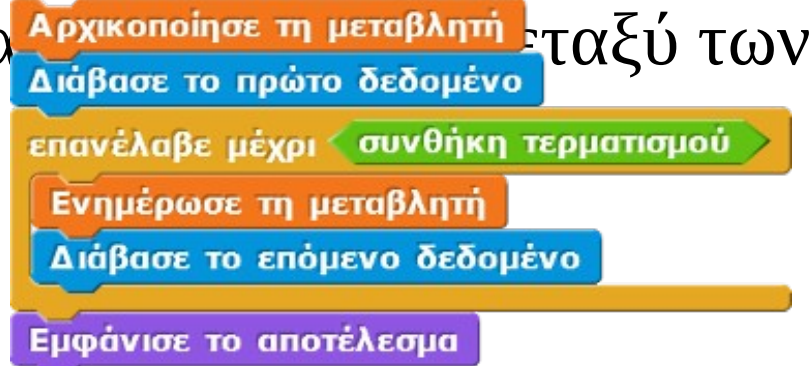 Αρχικοποίησε τη μεταβλητή
των
Διάβασε το πρώτο δεδομένο
επανέλαβε μέχρι συνθήκη τερματισμού
Ενημέρωσε τη μεταβλητή
Διάβασε το επόμενο δεδομένο
Εμφάνισε το αποτέλεσμα